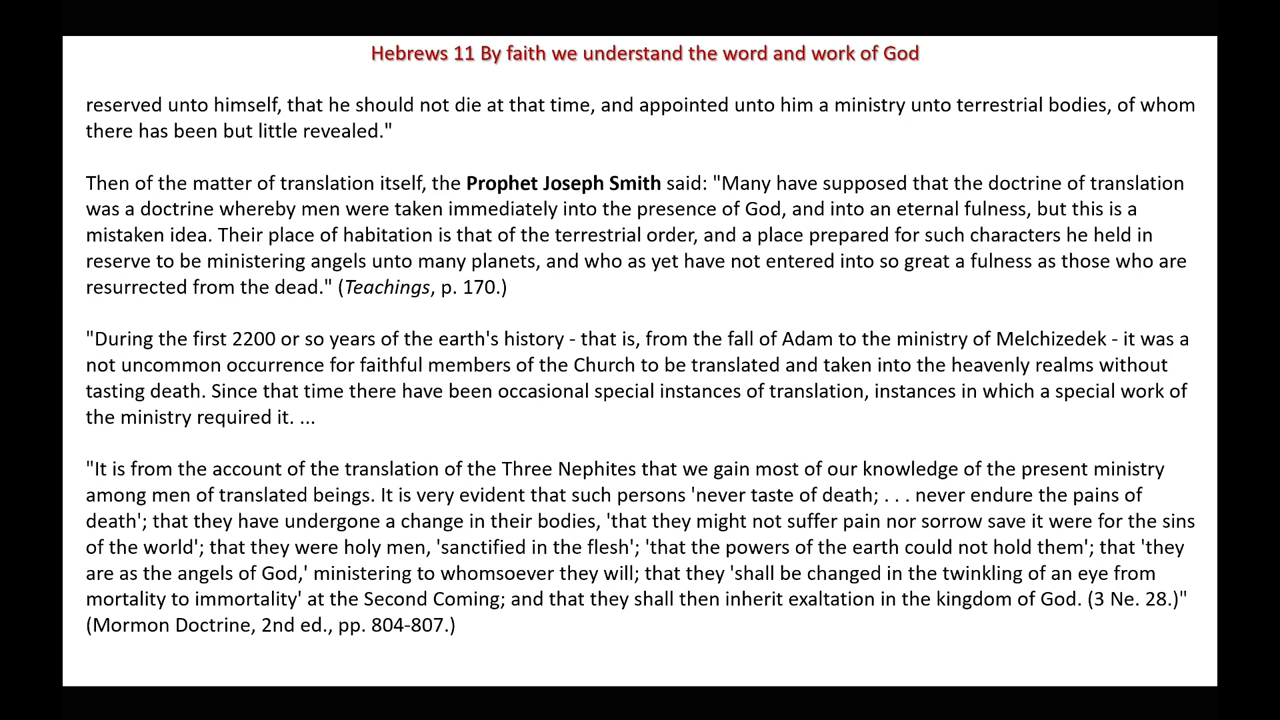 Hebrews 11 By faith we understand the word and work of God
reserved unto himself, that he should not die at that time, and appointed unto him a ministry unto terrestrial bodies, of whom
there has been but little revealed."
Then of the matter of translation itself, the Prophet Joseph Smith said: "Many have supposed that the doctrine of translation
was a doctrine whereby men were taken immediately into the presence of God, and into an eternal fulness, but this is a
mistaken idea. Their place of habitation is that of the terrestrial order, and a place prepared for such characters he held in
reserve to be ministering angels unto many planets, and who as yet have not entered into so great a fulness as those who are
resurrected from the dead." (Teachings, p. 170.)
"During the first 2200 or so years of the earth's history - that is, from the fall of Adam to the ministry of Melchizedek - it was a
not uncommon occurrence for faithful members of the Church to be translated and taken into the heavenly realms without
tasting death. Since that time there have been occasional special instances of translation, instances in which a special work of
the ministry required it. ...
"It is from the account of the translation of the Three Nephites that we gain most of our knowledge of the present ministry
among men of translated beings. It is very evident that such persons 'never taste of death; . . . never endure the pains of
death'; that they have undergone a change in their bodies, 'that they might not suffer pain nor sorrow save it were for the sins
of the world'; that they were holy men, 'sanctified in the flesh'; 'that the powers of the earth could not hold them'; that 'they
are as the angels of God,' ministering to whomsoever they will; that they 'shall be changed in the twinkling of an eye from
mortality to immortality' at the Second Coming; and that they shall then inherit exaltation in the kingdom of God. (3 Ne. 28.)"
(Mormon Doctrine, 2nd ed., pp. 804-807.)